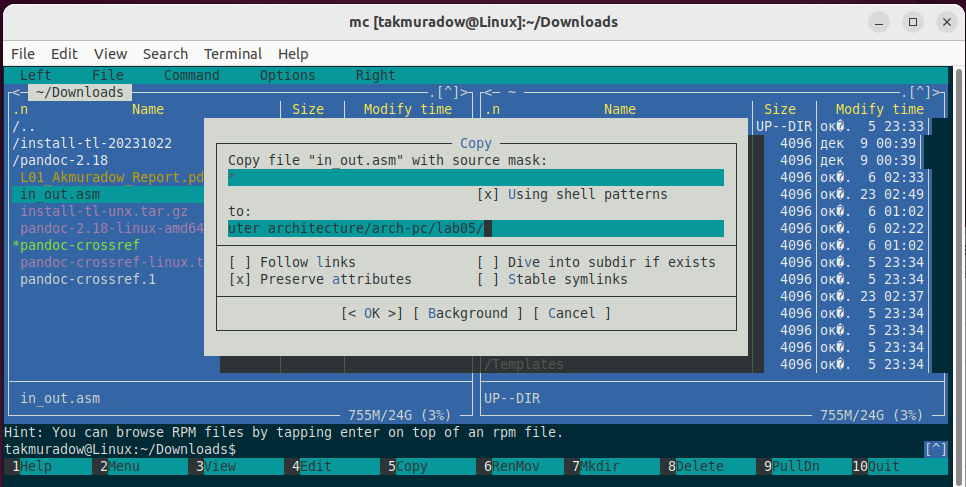 mc [takmuradow@Linux]:~/Downloads
File Edit View Search Terminal Help
Left File Command Options Right
<─ ~/Downloads .[^]>
.n Name Size Modify time
/..
/install-tl-20231022
/pandoc-2.18
L01_Akmuradow_Report.pd
in_out.asm
install-tl-unx.tar.gz
pandoc-2.18-linux-amd64
*pandoc-crossref
pandoc-crossref-linux.t
pandoc-crossref.1
in_out.asm
755M/24G (3%)
<─ ~ .[^]>
.n Name Size Modify time
UP--DIR ок�. 5 23:33
4096 дек 9 00:39
4096 дек 9 00:39
4096 ок�. 6 02:33
4096 ок�. 23 02:49
4096 ок�. 6 01:02
4096 ок�. 6 02:22
4096 ок�. 6 01:02
4096 ок�. 5 23:34
4096 ок�. 5 23:34
4096 ок�. 23 02:37
4096 ок�. 5 23:34
4096 ок�. 5 23:34
4096 ок�. 5 23:34
/Templates 4096 ок�. 5 23:34
UP--DIR
755M/24G (3%)
Copy
Copy file "in_out.asm" with source mask:
*
[x] Using shell patterns
to:
uter architecture/arch-pc/lab05/
[ ] Follow links [ ] Dive into subdir if exists
[x] Preserve attributes [ ] Stable symlinks
[< OK >] [ Background ] [ Cancel ]
Hint: You can browse RPM files by tapping enter on top of an rpm file.
takmuradow@Linux:~/Downloads$ [^]
1Help 2Menu 3View 4Edit 5Copy 6RenMov 7Mkdir 8Delete 9PullDn 10Quit